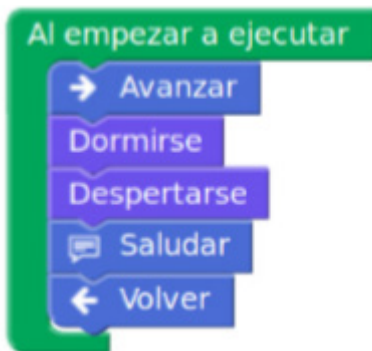 Al empezar a ejecutar
Avanzar
Dormirse
Despertarse
Saludar
Volver